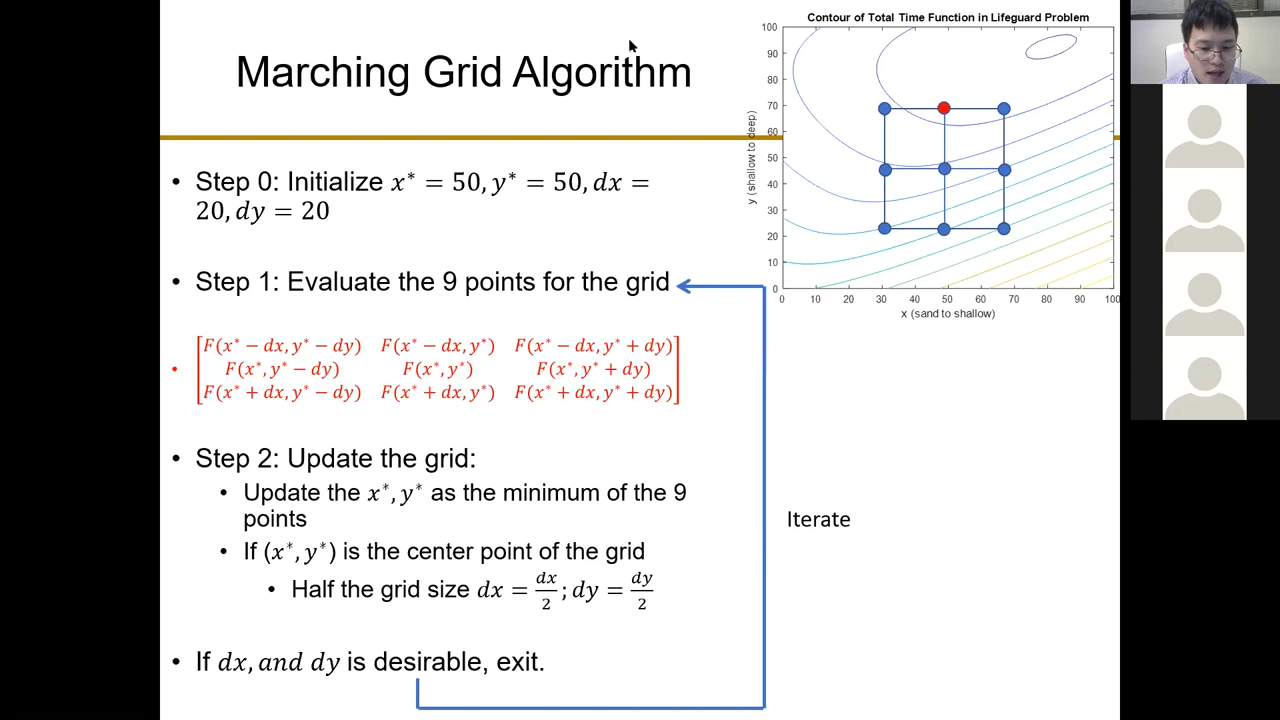 Marching Grid Algorithm
• Step 0: Initialize x* = 50, y* = 50, dx =
20, dy = 20
• Step 1: Evaluate the 9 points for the grid
• [F(x* − dx, y* − dy) F(x* − dx, y*) F(x* − dx, y* + dy)
F(x*, y* − dy) F(x*, y*) F(x*, y* + dy)
F(x* + dx, y* − dy) F(x* + dx, y*) F(x* + dx, y* + dy)]
• Step 2: Update the grid:
• Update the x*, y* as the minimum of the 9
points
• If (x*, y*) is the center point of the grid
• Half the grid size dx = dx/2; dy = dy/2
• If dx, and dy is desirable, exit.
Iterate
Contour of Total Time Function in Lifeguard Problem
y (shallow to deep)
100
90
80
70
60
50
40
30
20
10
0
0 10 20 30 40 50 60 70 80 90 100
x (sand to shallow)